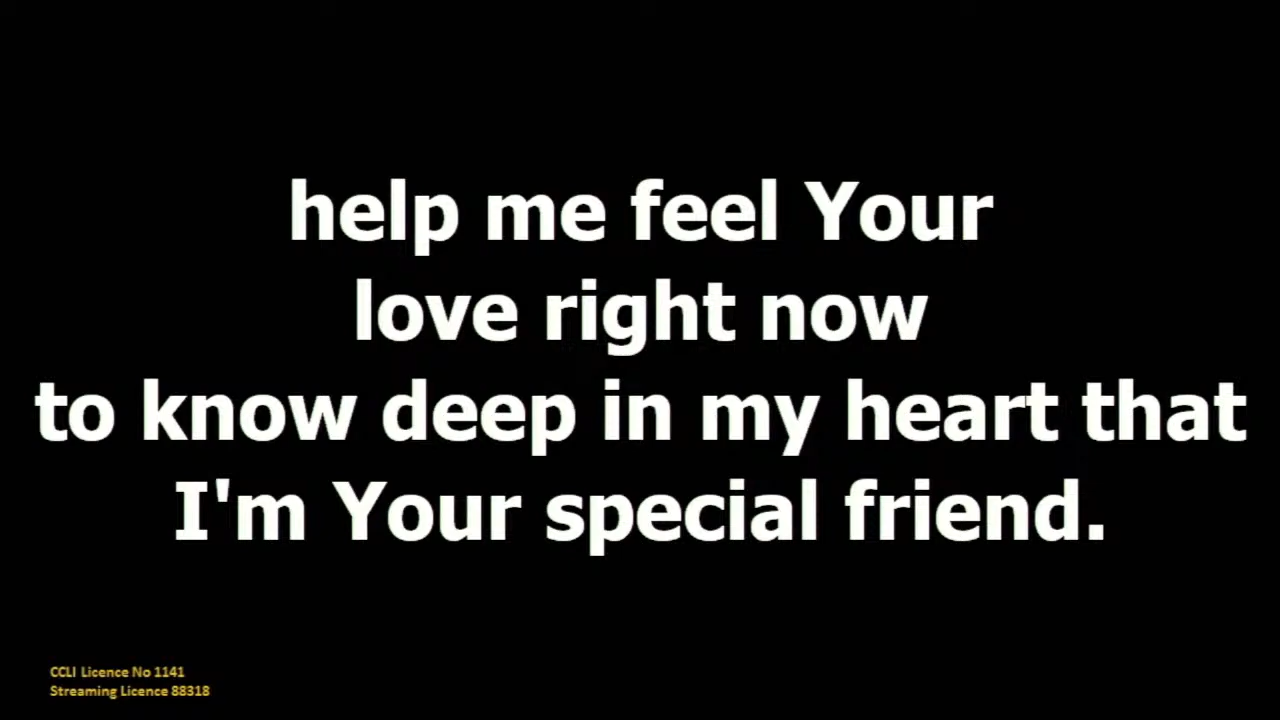 help me feel Your
love right now
to know deep in my heart that
I'm Your special friend.
CCLI Licence No 1141
Streaming Licence 88318